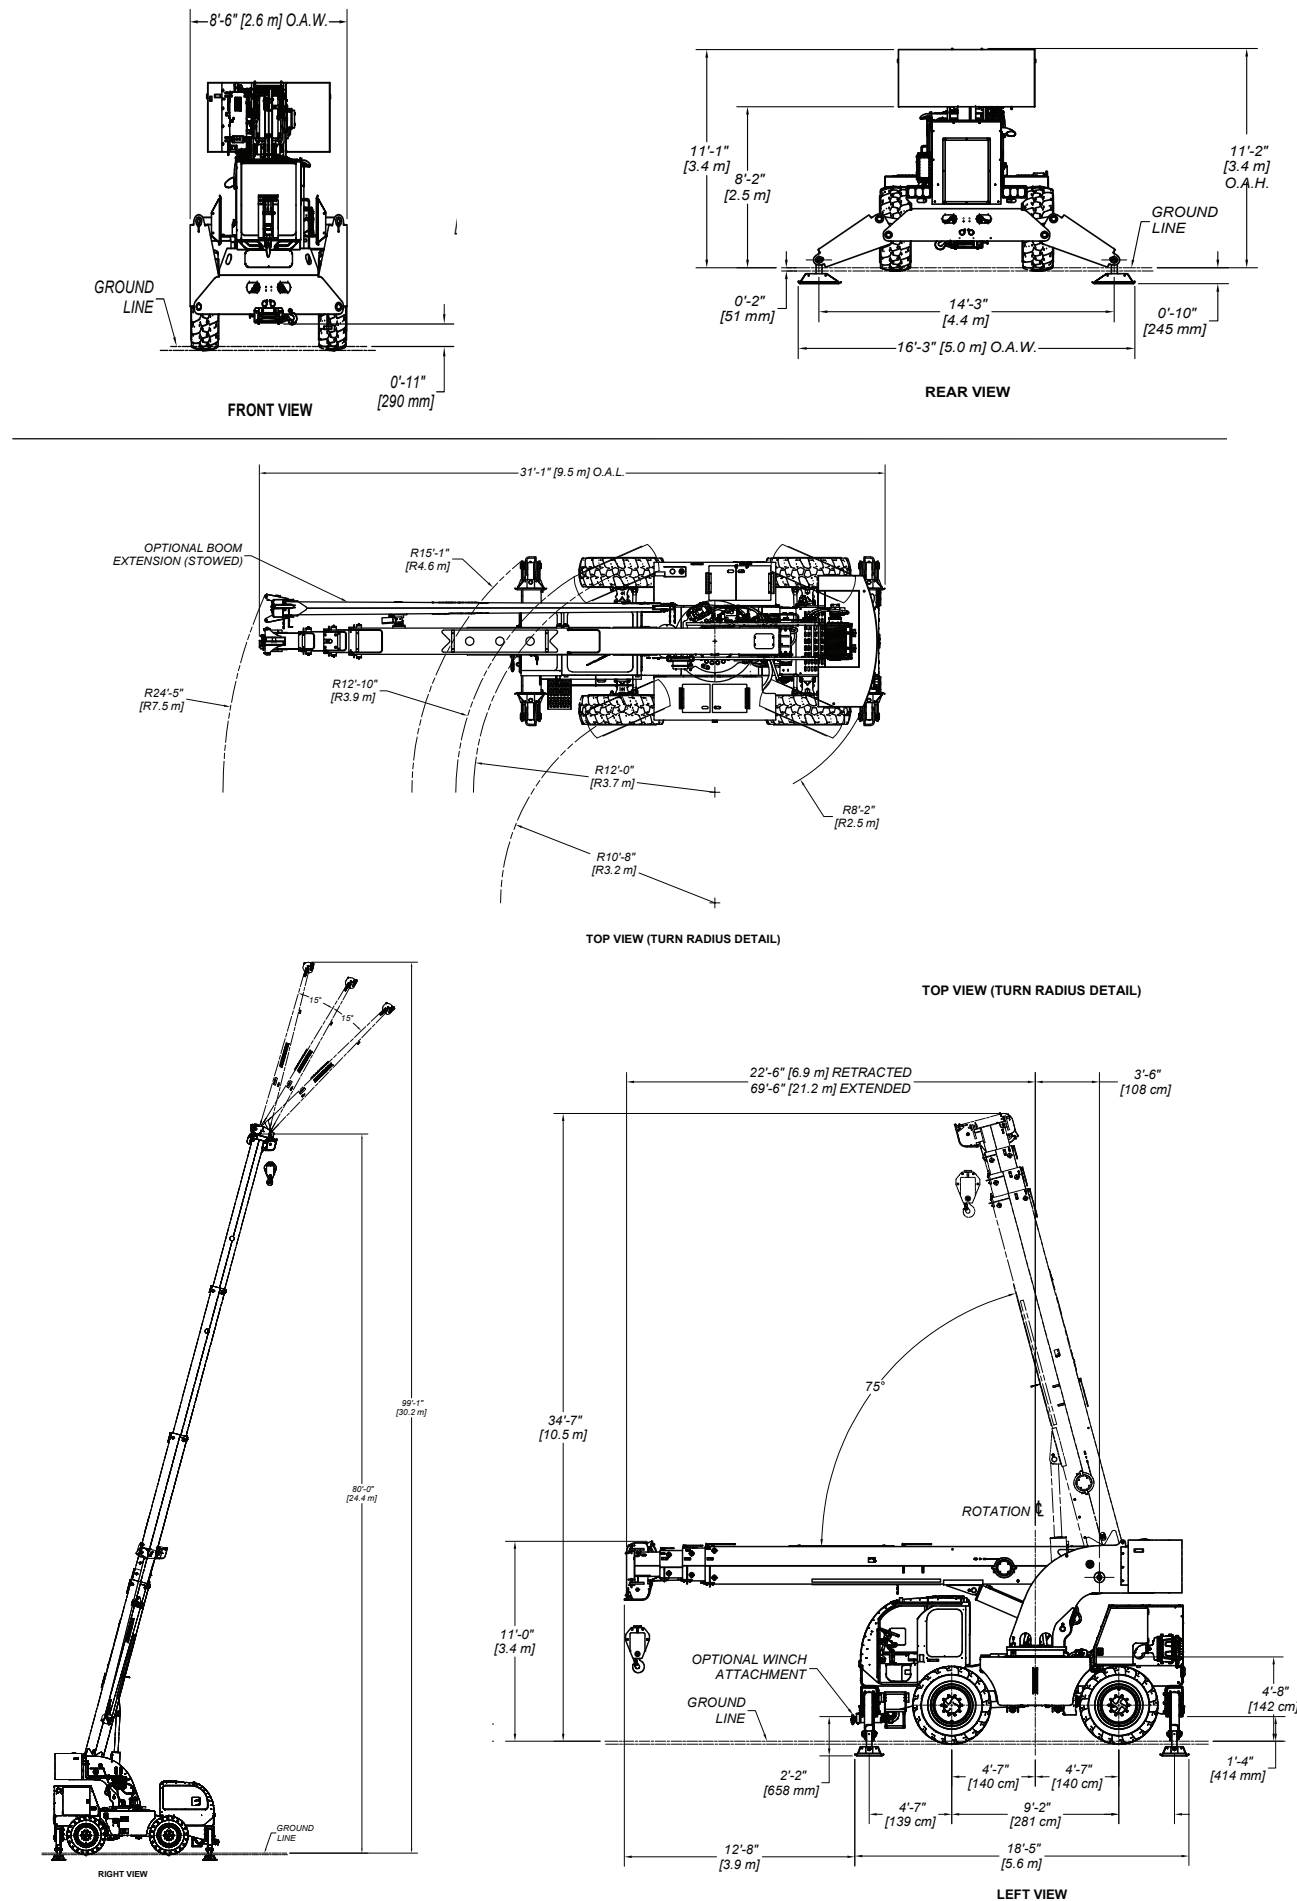 8'-6" [2.6 m] O.A.W.
GROUND
LINE
0'-11"
[290 mm]
FRONT VIEW
11'-1"
[3.4 m]
8'-2"
[2.5 m]
11'-2"
[3.4 m]
O.A.H.
GROUND
LINE
0'-2"
[51 mm]
14'-3"
[4.4 m]
0'-10"
[245 mm]
16'-3" [5.0 m] O.A.W.
REAR VIEW
31'-1" [9.5 m] O.A.L.
OPTIONAL BOOM
EXTENSION (STOWED)
R15'-1"
[R4.6 m]
R24'-5"
[R7.5 m]
R12'-10"
[R3.9 m]
R12'-0"
[R3.7 m]
R8'-2"
[R2.5 m]
R10'-8"
[R3.2 m]
TOP VIEW (TURN RADIUS DETAIL)
TOP VIEW (TURN RADIUS DETAIL)
15°
15°
99'-1"
[30.2 m]
80'-0"
[24.4 m]
GROUND
LINE
RIGHT VIEW
22'-6" [6.9 m] RETRACTED
69'-6" [21.2 m] EXTENDED
3'-6"
[108 cm]
75°
34'-7"
[10.5 m]
ROTATION ℄
11'-0"
[3.4 m]
OPTIONAL WINCH
ATTACHMENT
GROUND
LINE
4'-8"
[142 cm]
2'-2"
[658 mm]
4'-7"
[140 cm]
4'-7"
[140 cm]
1'-4"
[414 mm]
4'-7"
[139 cm]
9'-2"
[281 cm]
12'-8"
[3.9 m]
18'-5"
[5.6 m]
LEFT VIEW